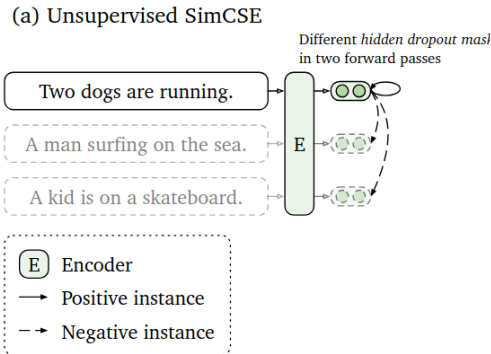 (a) Unsupervised SimCSE
Different hidden dropout mask
in two forward passes
Two dogs are running.
A man surfing on the sea.
E
A kid is on a skateboard.
E Encoder
Positive instance
Negative instance